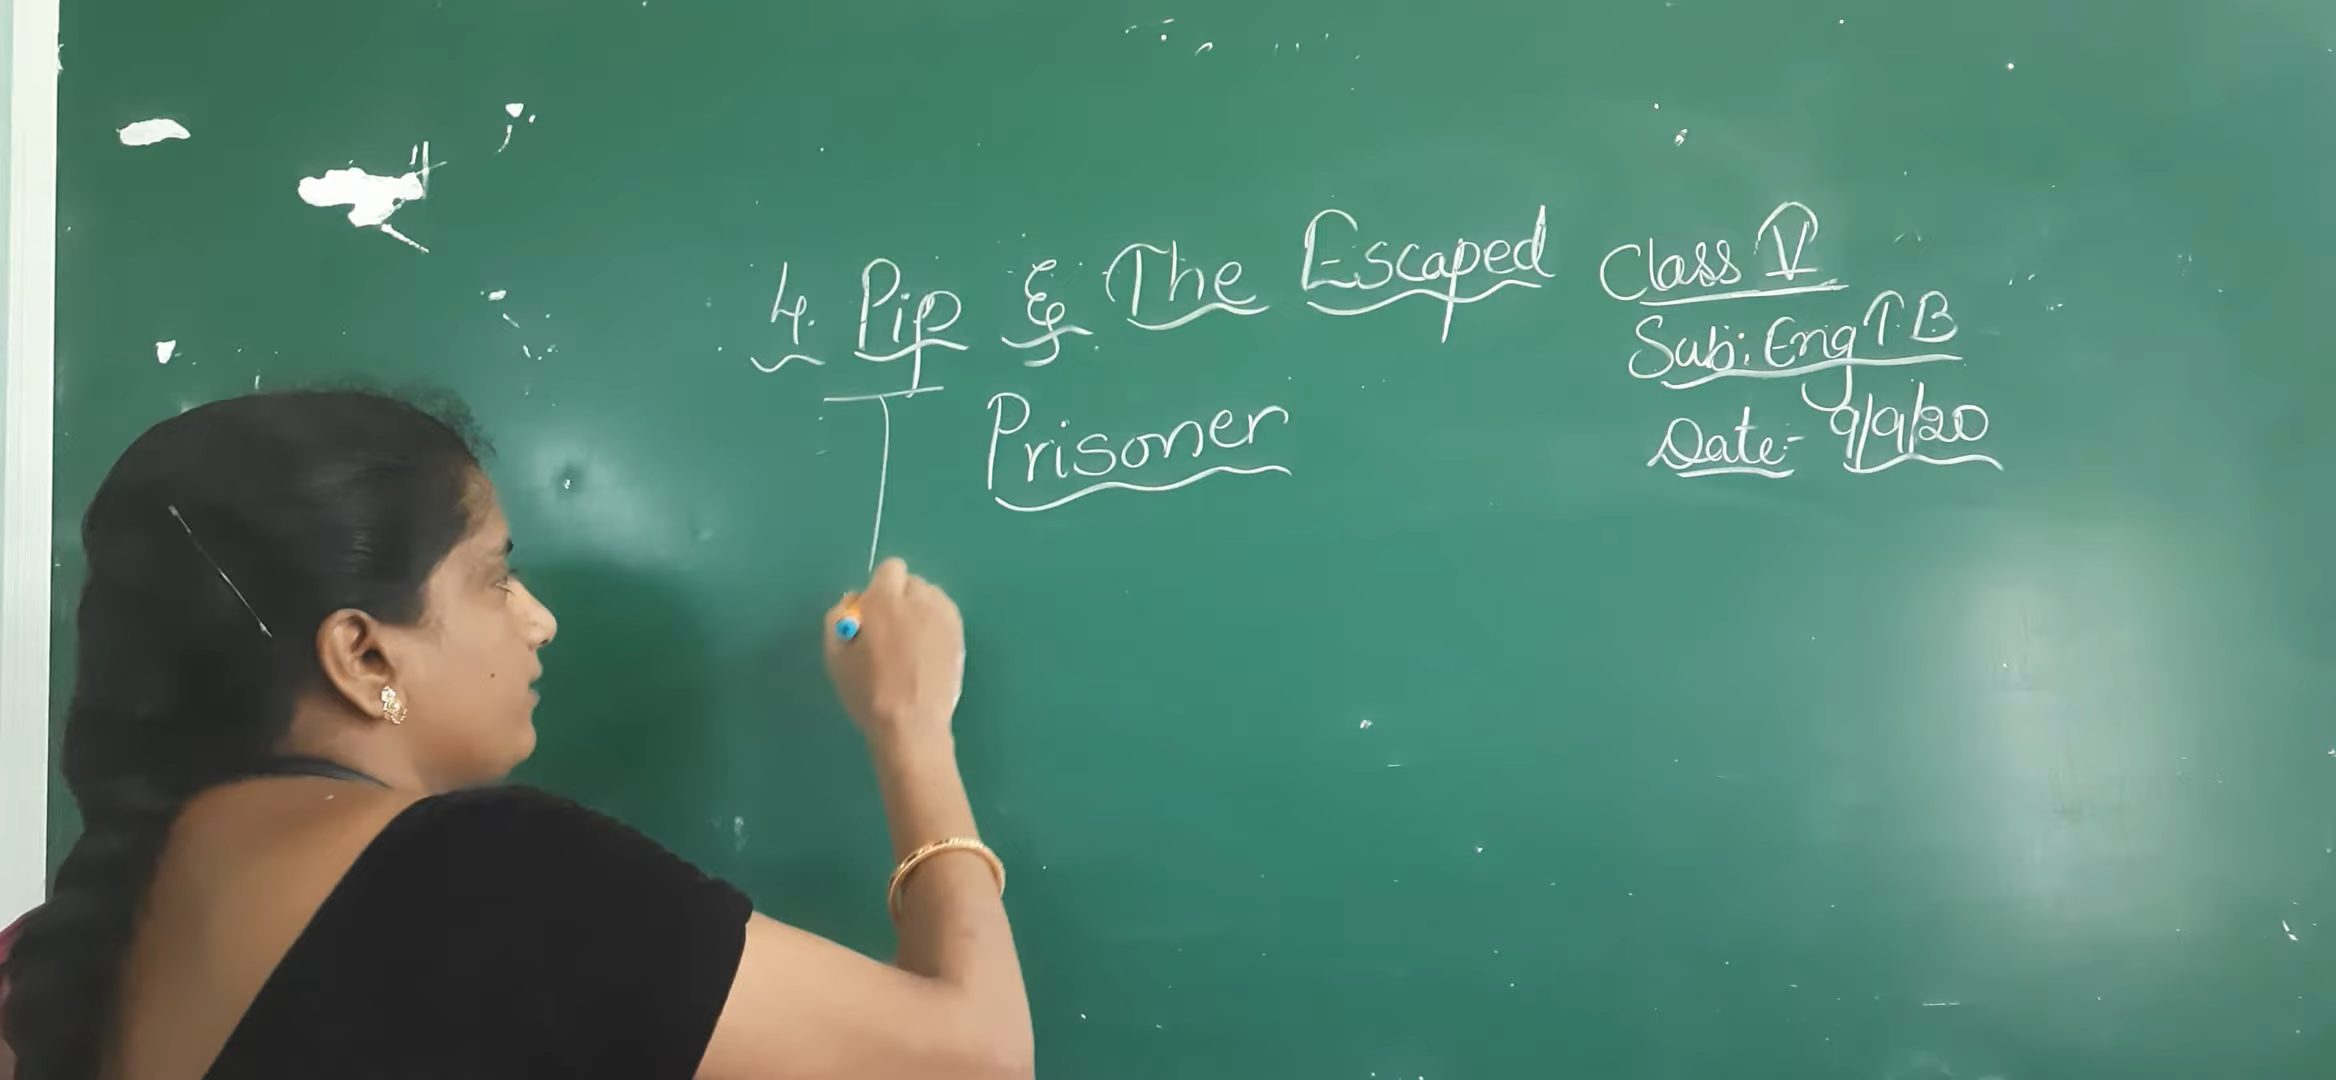 4. Pip & The Escaped
Prisoner
Class V
Sub: Eng T B
Date:- 9/9/20